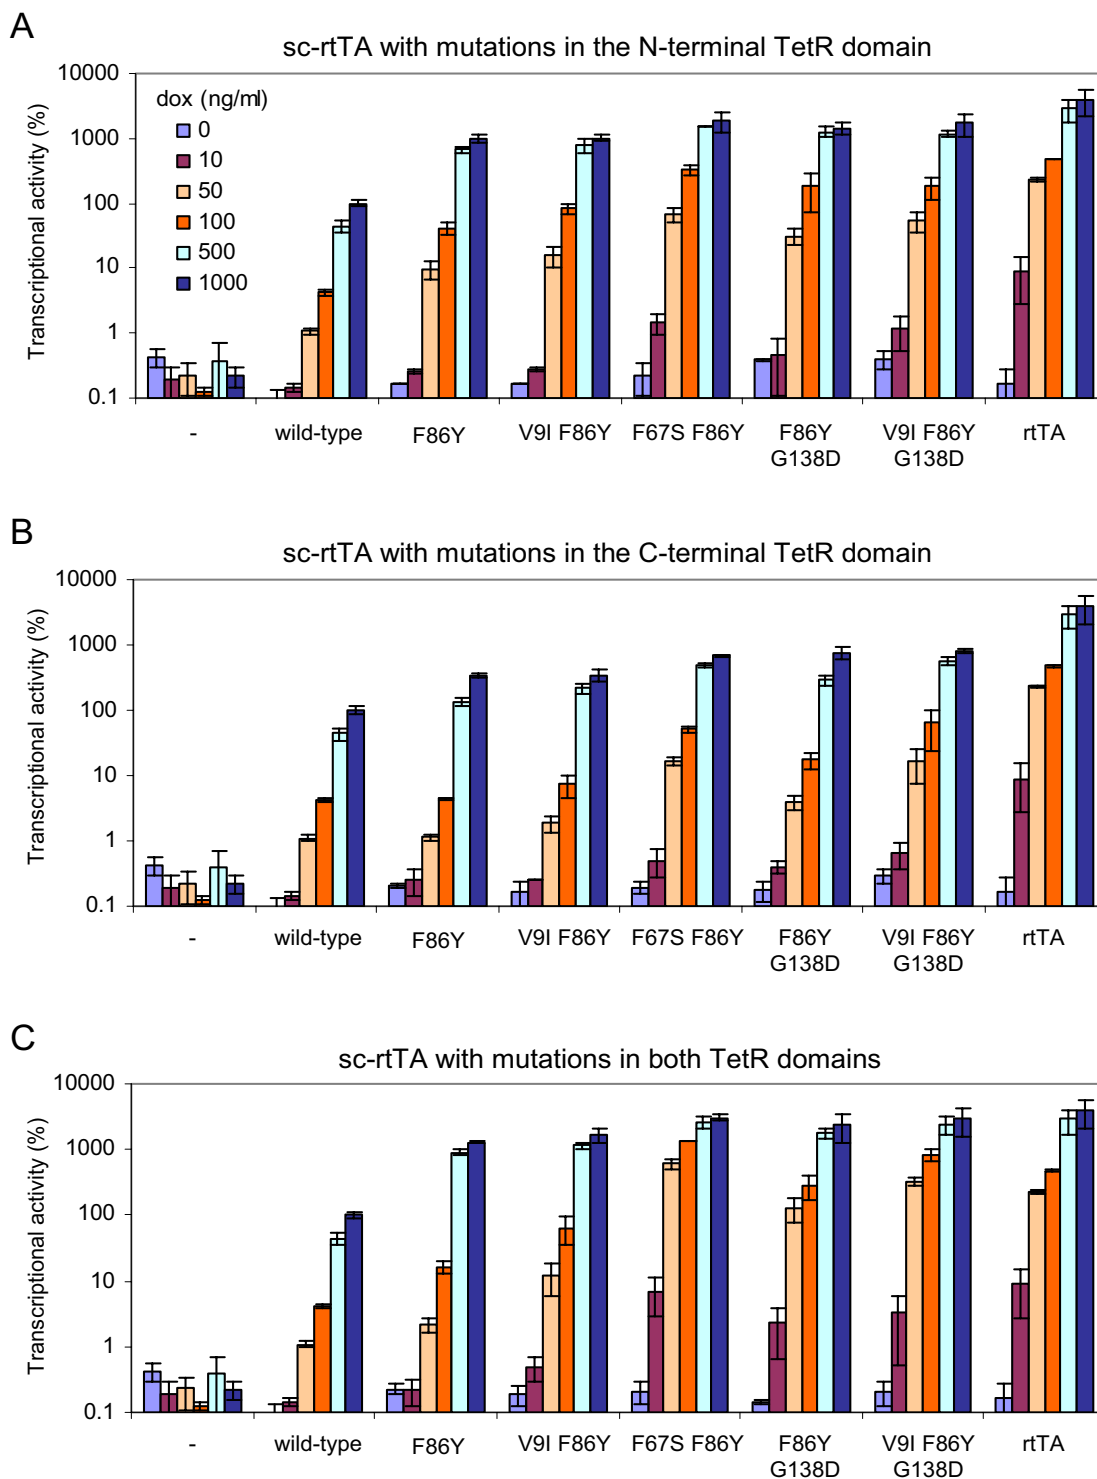 A
sc-rtTA with mutations in the N-terminal TetR domain
Transcriptional activity (%)
10000
1000
100
10
1
0.1
dox (ng/ml)
0
10
50
100
500
1000
- wild-type F86Y V9I F86Y F67S F86Y F86Y V9I F86Y rtTA
G138D G138D
B
sc-rtTA with mutations in the C-terminal TetR domain
Transcriptional activity (%)
10000
1000
100
10
1
0.1
- wild-type F86Y V9I F86Y F67S F86Y F86Y V9I F86Y rtTA
G138D G138D
C
sc-rtTA with mutations in both TetR domains
Transcriptional activity (%)
10000
1000
100
10
1
0.1
- wild-type F86Y V9I F86Y F67S F86Y F86Y V9I F86Y rtTA
G138D G138D